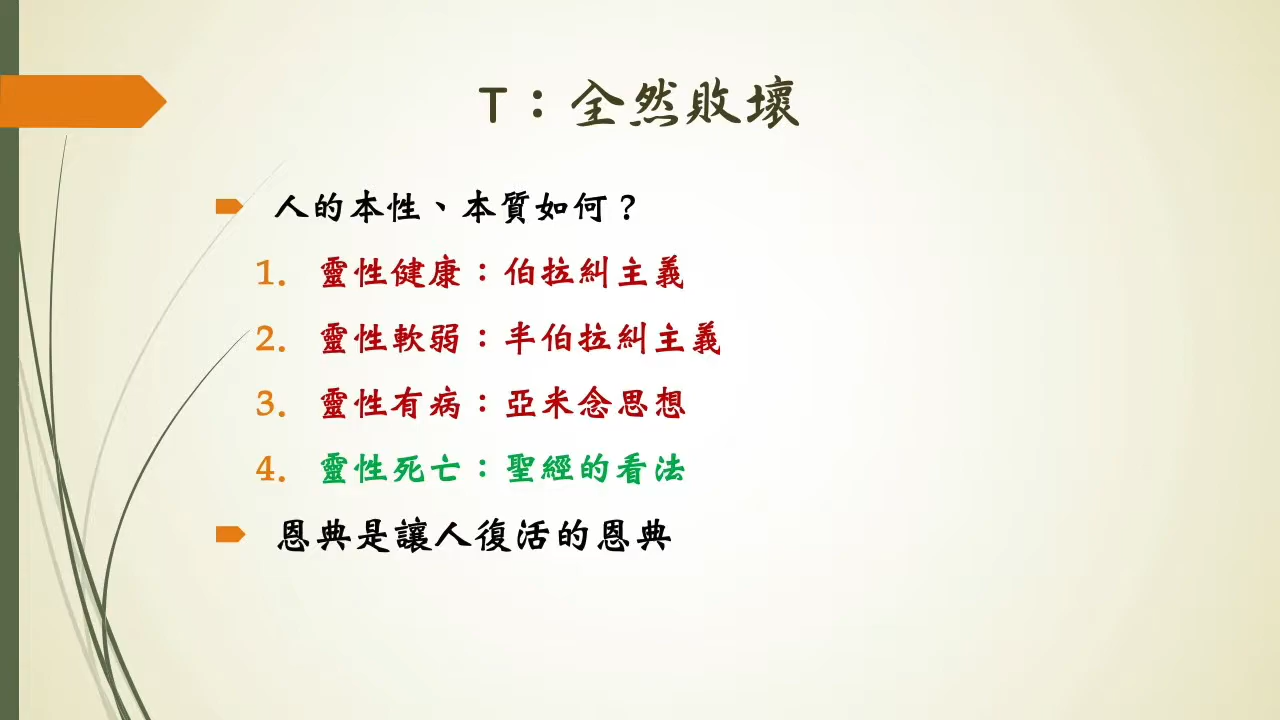 T：全然敗壞
人的本性、本質如何？
1. 靈性健康：伯拉糾主義
2. 靈性軟弱：半伯拉糾主義
3. 靈性有病：亞米念思想
4. 靈性死亡：聖經的看法
恩典是讓人復活的恩典